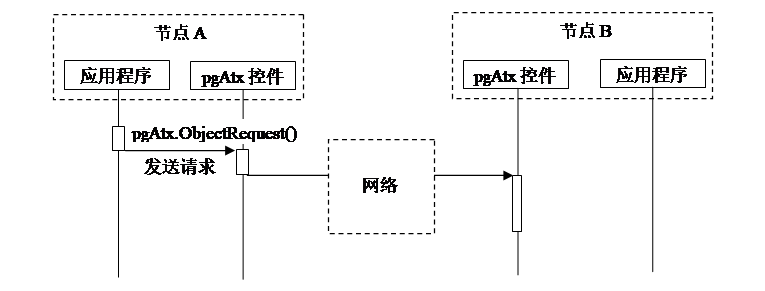 节点 A
节点 B
应用程序
pgAtx 控件
pgAtx 控件
应用程序
pgAtx.ObjectRequest()
发送请求
网络